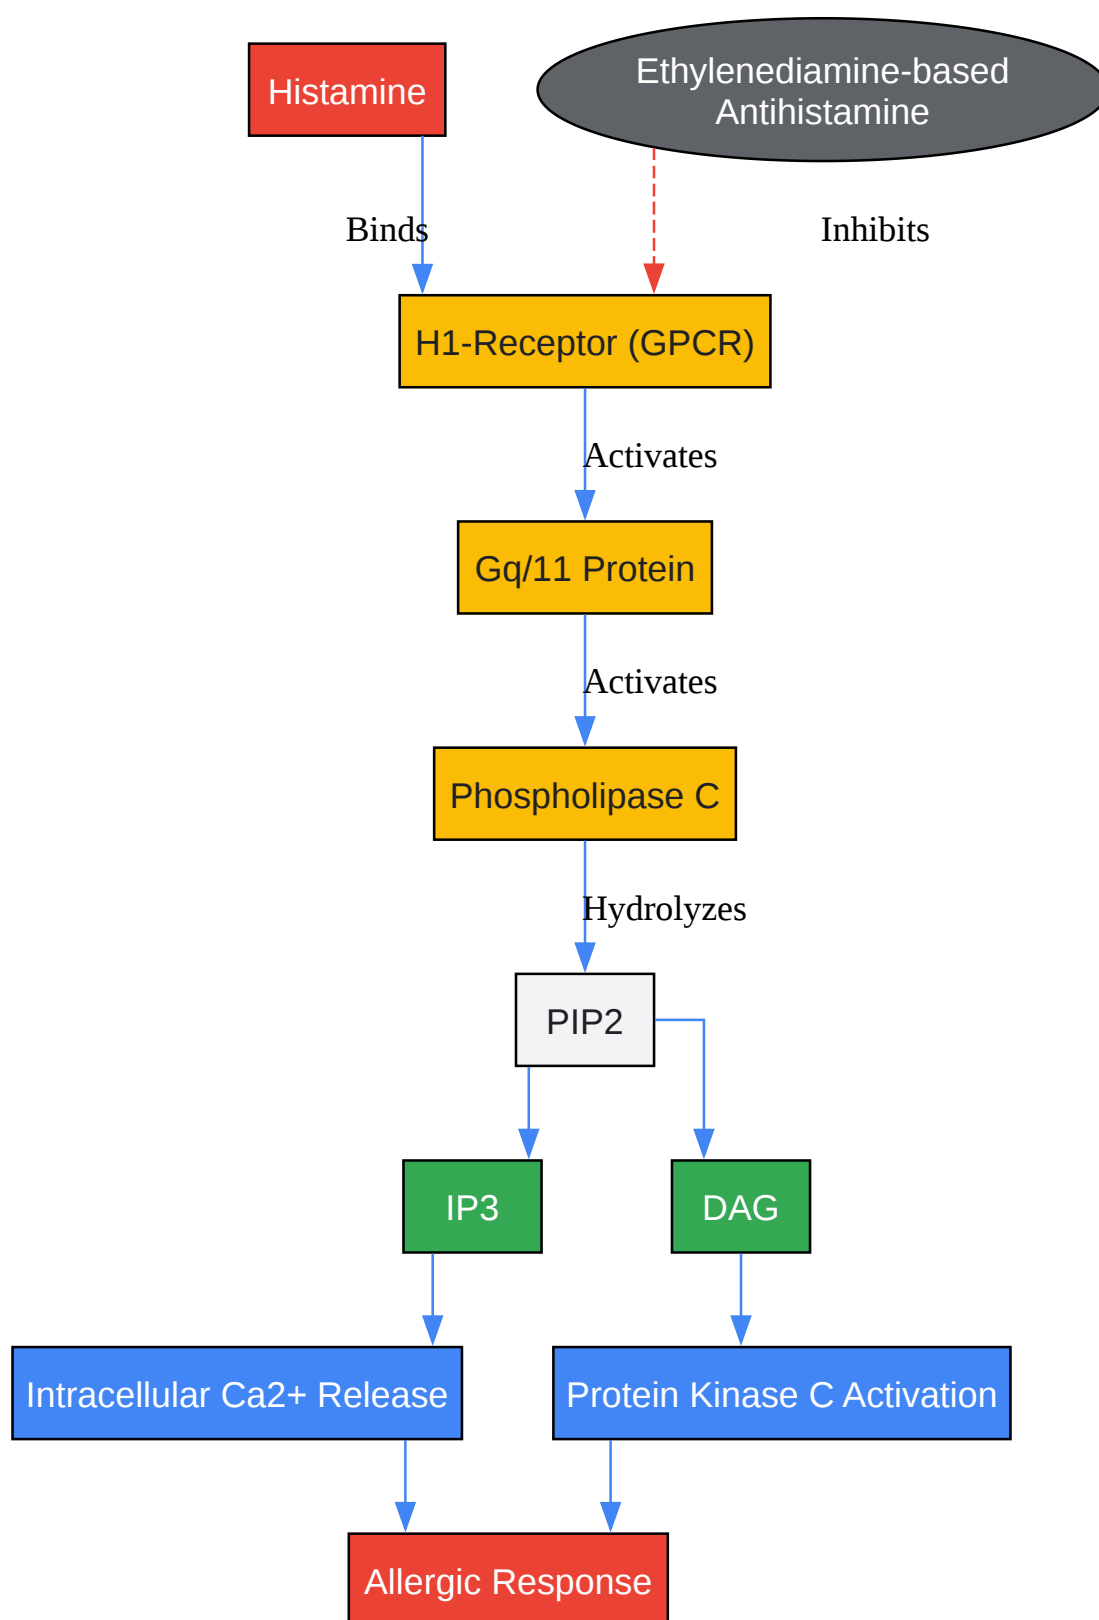 Histamine
Ethylenediamine-based
Antihistamine
Binds
Inhibits
H1-Receptor (GPCR)
Activates
Gq/11 Protein
Activates
Phospholipase C
Hydrolyzes
PIP2
IP3
DAG
Intracellular Ca2+ Release
Protein Kinase C Activation
Allergic Response